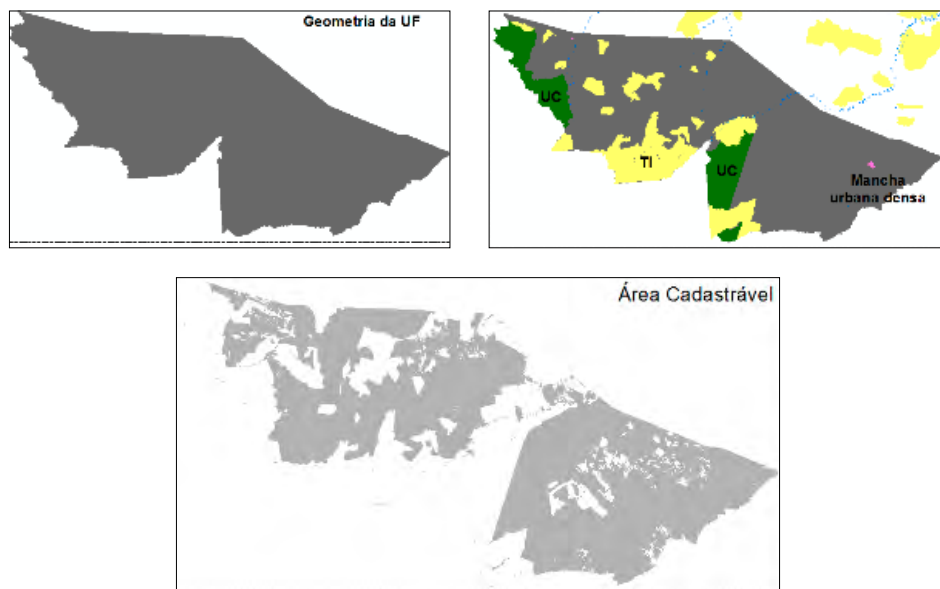 Geometria da UF
UC
TI
UC
Mancha
urbana densa
Área Cadastrável